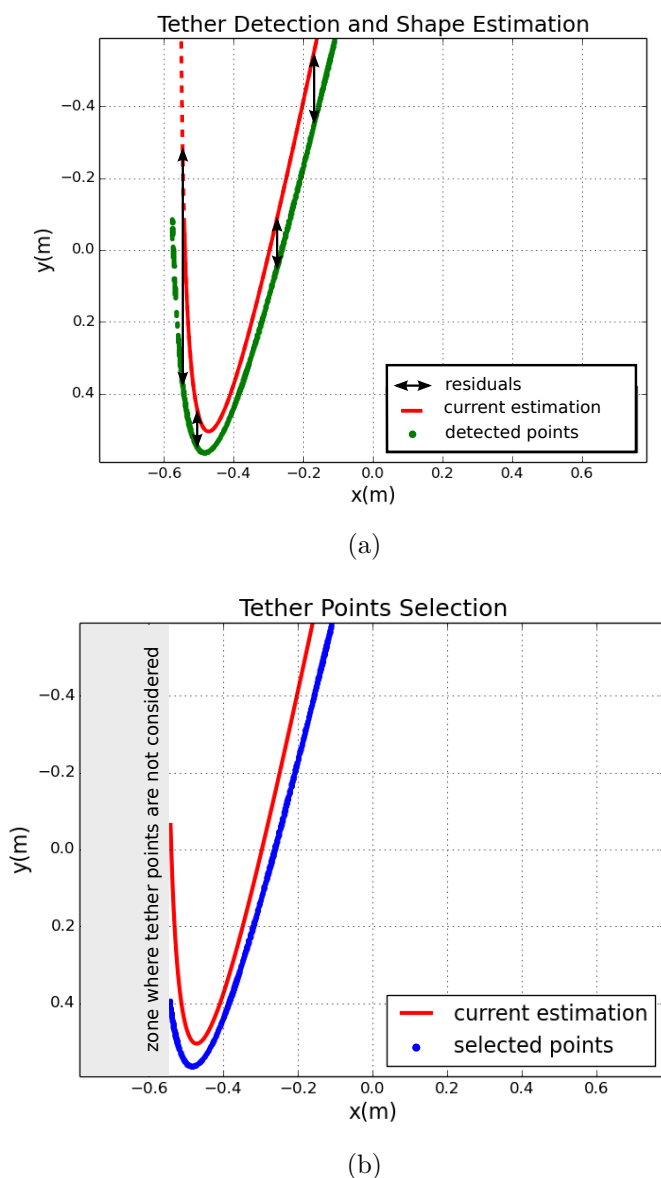 Tether Detection and Shape Estimation
−0.4
−0.2
0.0
0.2
0.4
y(m)
residuals
current estimation
detected points
−0.6 −0.4 −0.2 0.0 0.2 0.4 0.6
x(m)
(a)
Tether Points Selection
−0.4
−0.2
0.0
0.2
0.4
y(m)
zone where tether points are not considered
current estimation
selected points
−0.6 −0.4 −0.2 0.0 0.2 0.4 0.6
x(m)
(b)